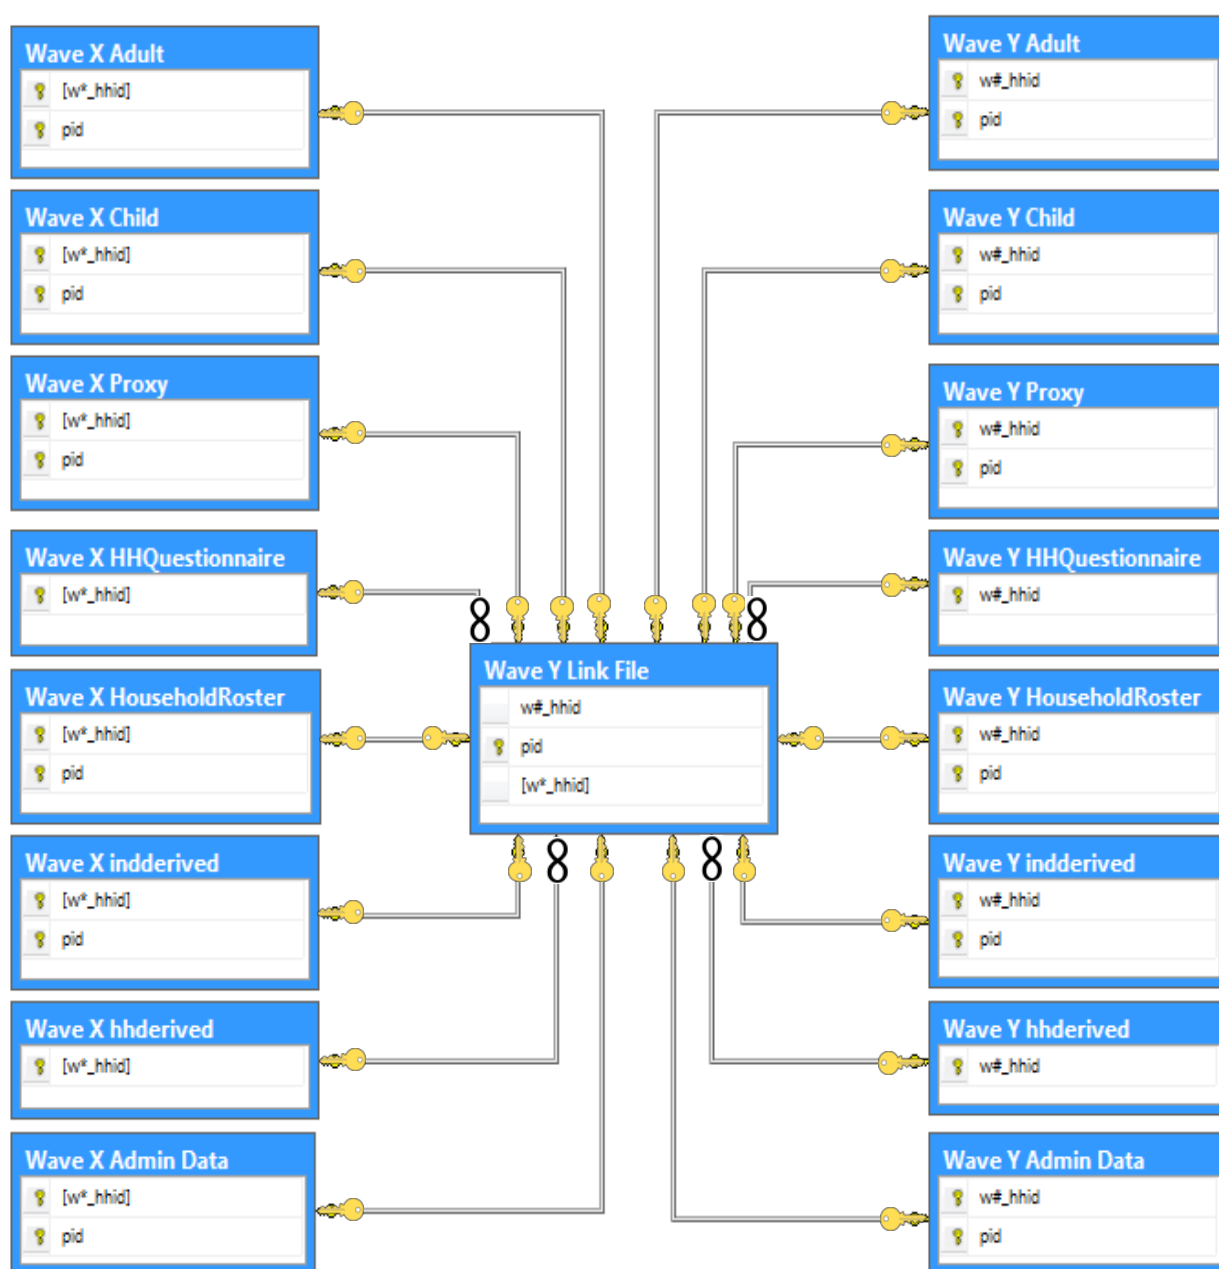 Wave X Adult
[w*_hhid]
pid
Wave X Child
[w*_hhid]
pid
Wave X Proxy
[w*_hhid]
pid
Wave X HHQuestionnaire
[w*_hhid]
Wave X HouseholdRoster
[w*_hhid]
pid
Wave X indderived
[w*_hhid]
pid
Wave X hhderived
[w*_hhid]
Wave X Admin Data
[w*_hhid]
pid
Wave Y Link File
w#_hhid
pid
[w*_hhid]
Wave Y Adult
w#_hhid
pid
Wave Y Child
w#_hhid
pid
Wave Y Proxy
w#_hhid
pid
Wave Y HHQuestionnaire
w#_hhid
Wave Y HouseholdRoster
w#_hhid
pid
Wave Y indderived
w#_hhid
pid
Wave Y hhderived
w#_hhid
Wave Y Admin Data
w#_hhid
pid